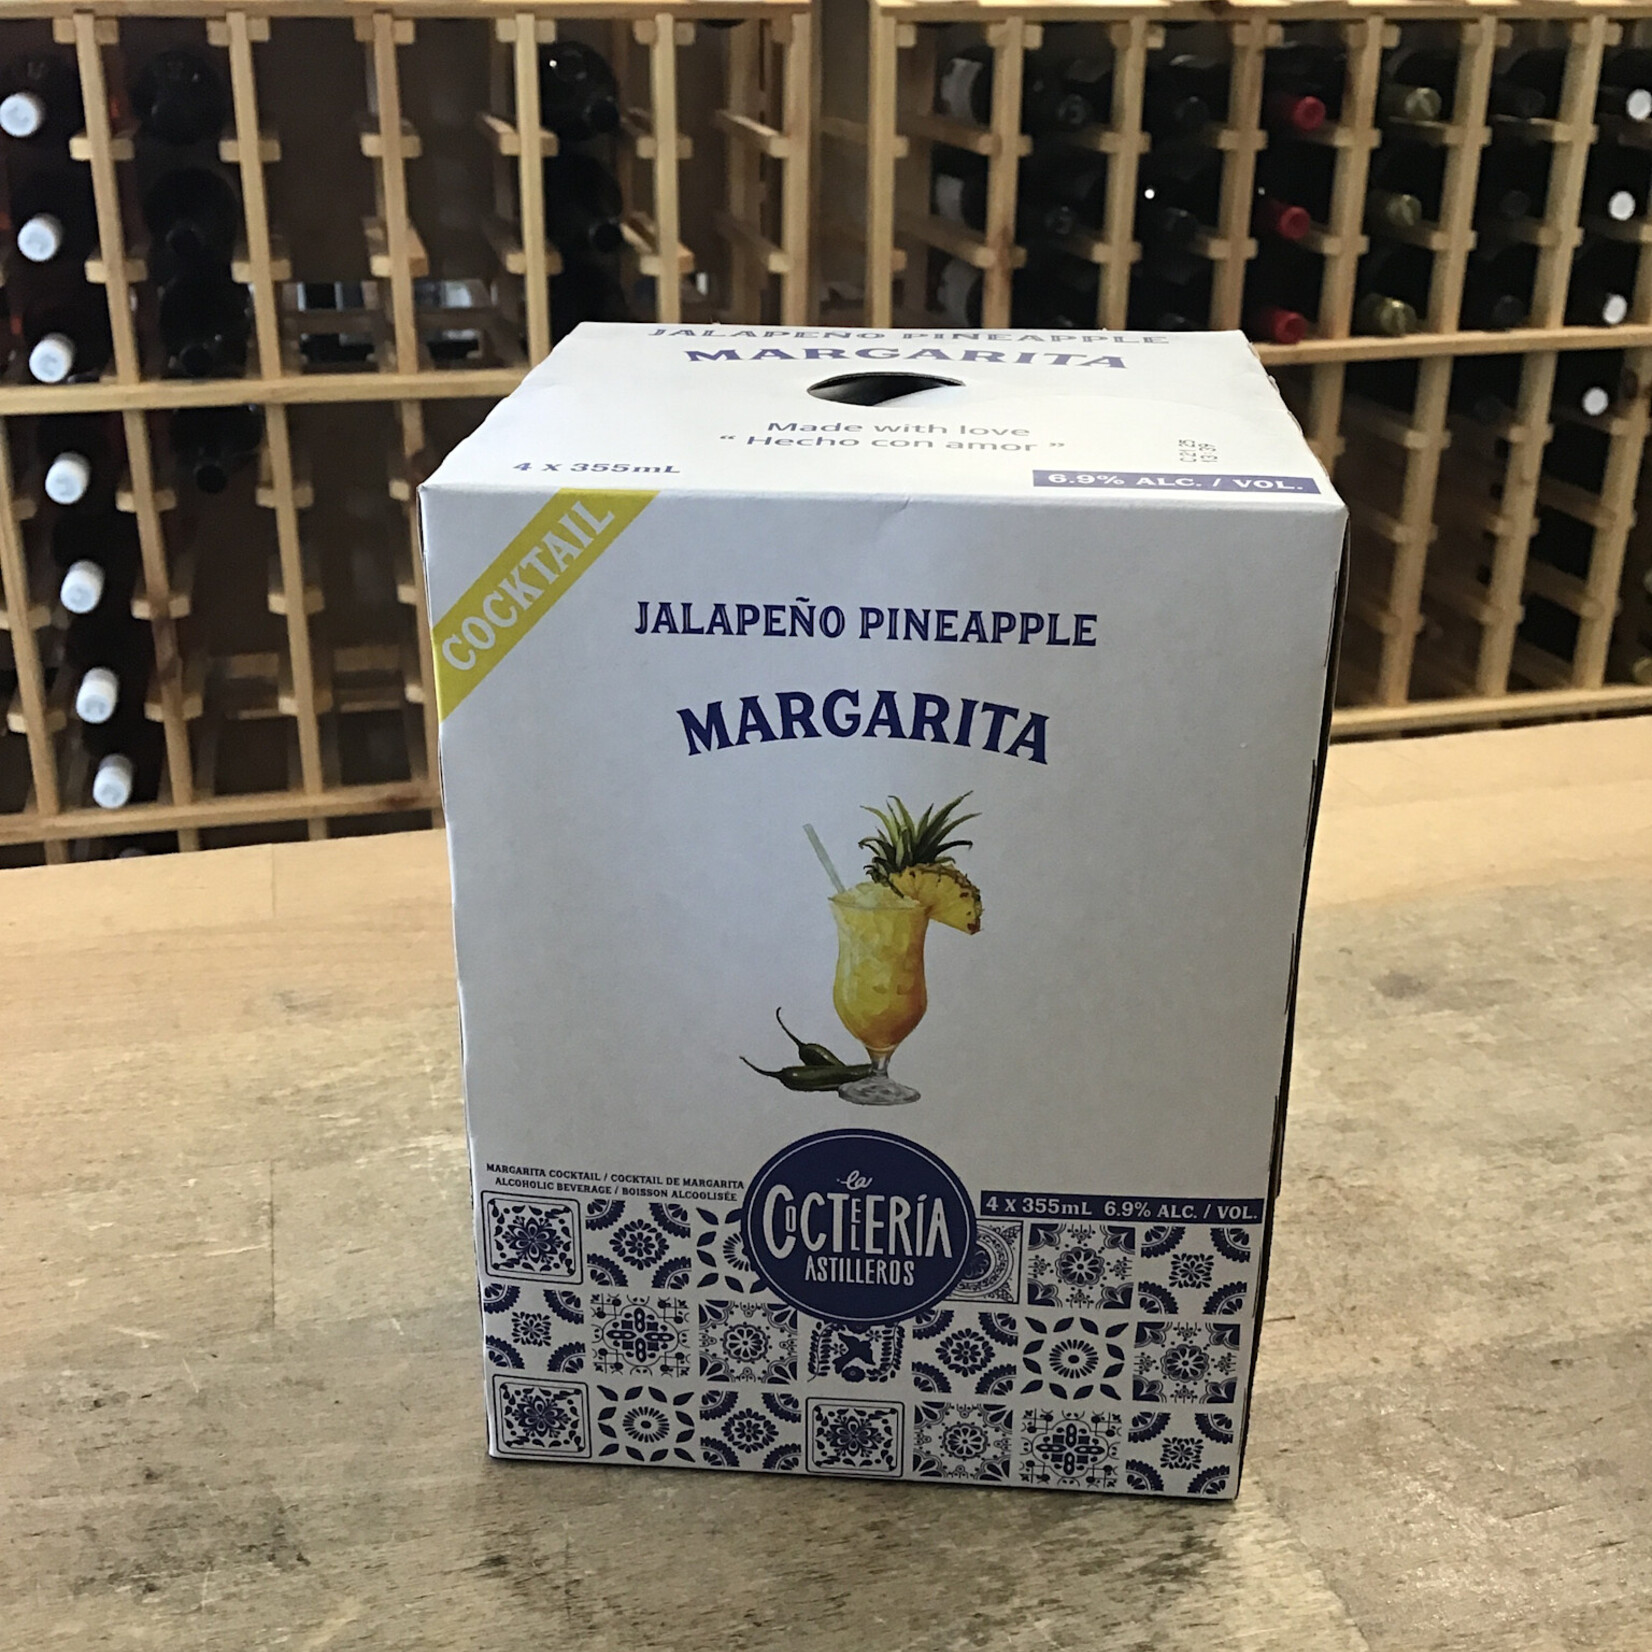 JALAPEÑO PINEAPPLE
MARGARITA
Made with love
“ Hecho con amor ”
4 x 355mL
6.9% ALC. / VOL.
COCKTAIL
JALAPEÑO PINEAPPLE
MARGARITA
MARGARITA COCKTAIL / COCKTAIL DE MARGARITA
ALCOHOLIC BEVERAGE / BOISSON ALCOOLISÉE
la
COCTELERÍA
ASTILLEROS
4 x 355mL 6.9% ALC. / VOL.